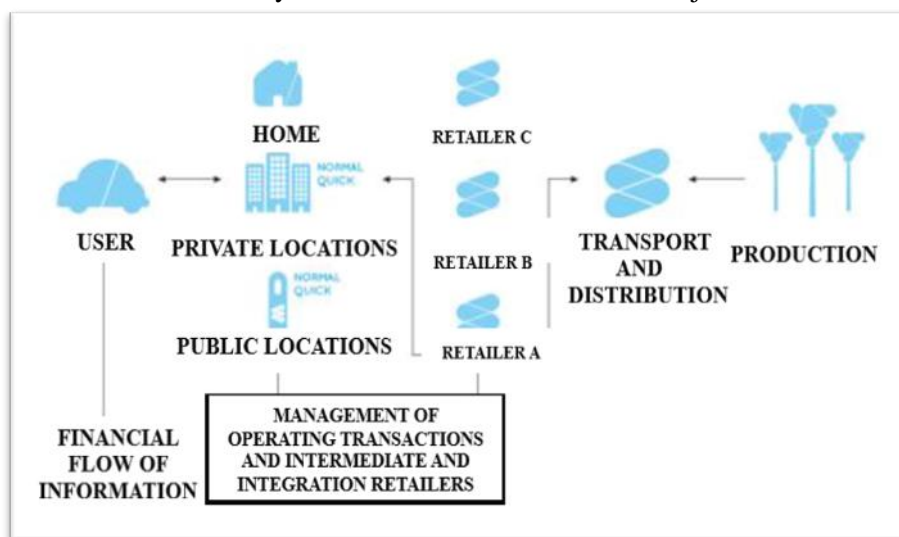 HOME
RETAILER C
NORMAL
QUICK
USER
PRIVATE LOCATIONS
RETAILER B
TRANSPORT
AND
DISTRIBUTION
PRODUCTION
NORMAL
QUICK
PUBLIC LOCATIONS
RETAILER A
MANAGEMENT OF
OPERATING TRANSACTIONS
AND INTERMEDIATE AND
INTEGRATION RETAILERS
FINANCIAL
FLOW OF
INFORMATION